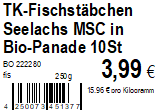 TK-Fischstäbchen
Seelachs MSC in
Bio-Panade 10St
BO 222280
fis 250g
3,99 €
15.96 € pro Kilogramm
4 250073 451377